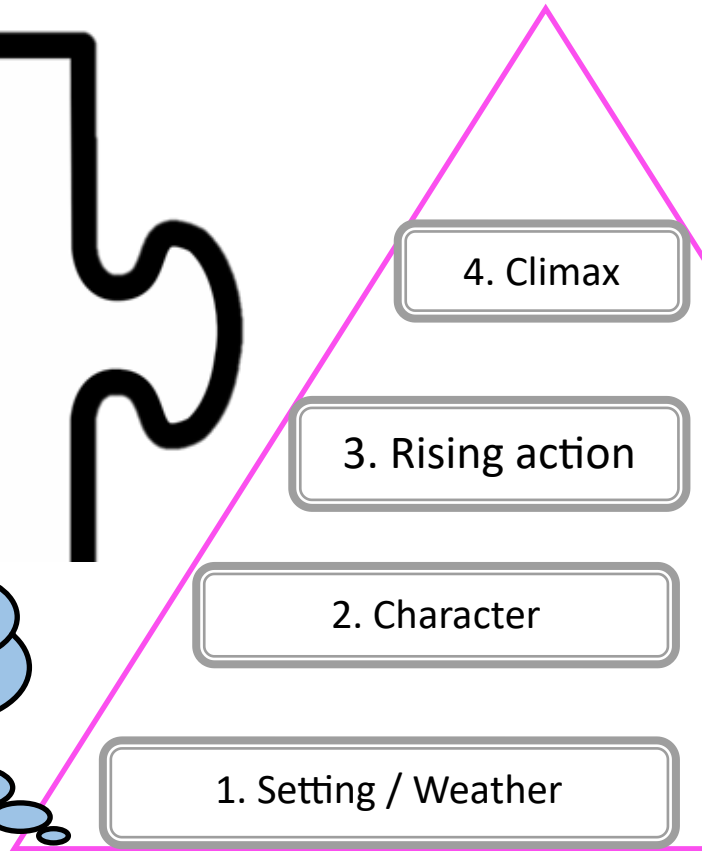 4. Climax
3. Rising action
2. Character
1. Setting / Weather